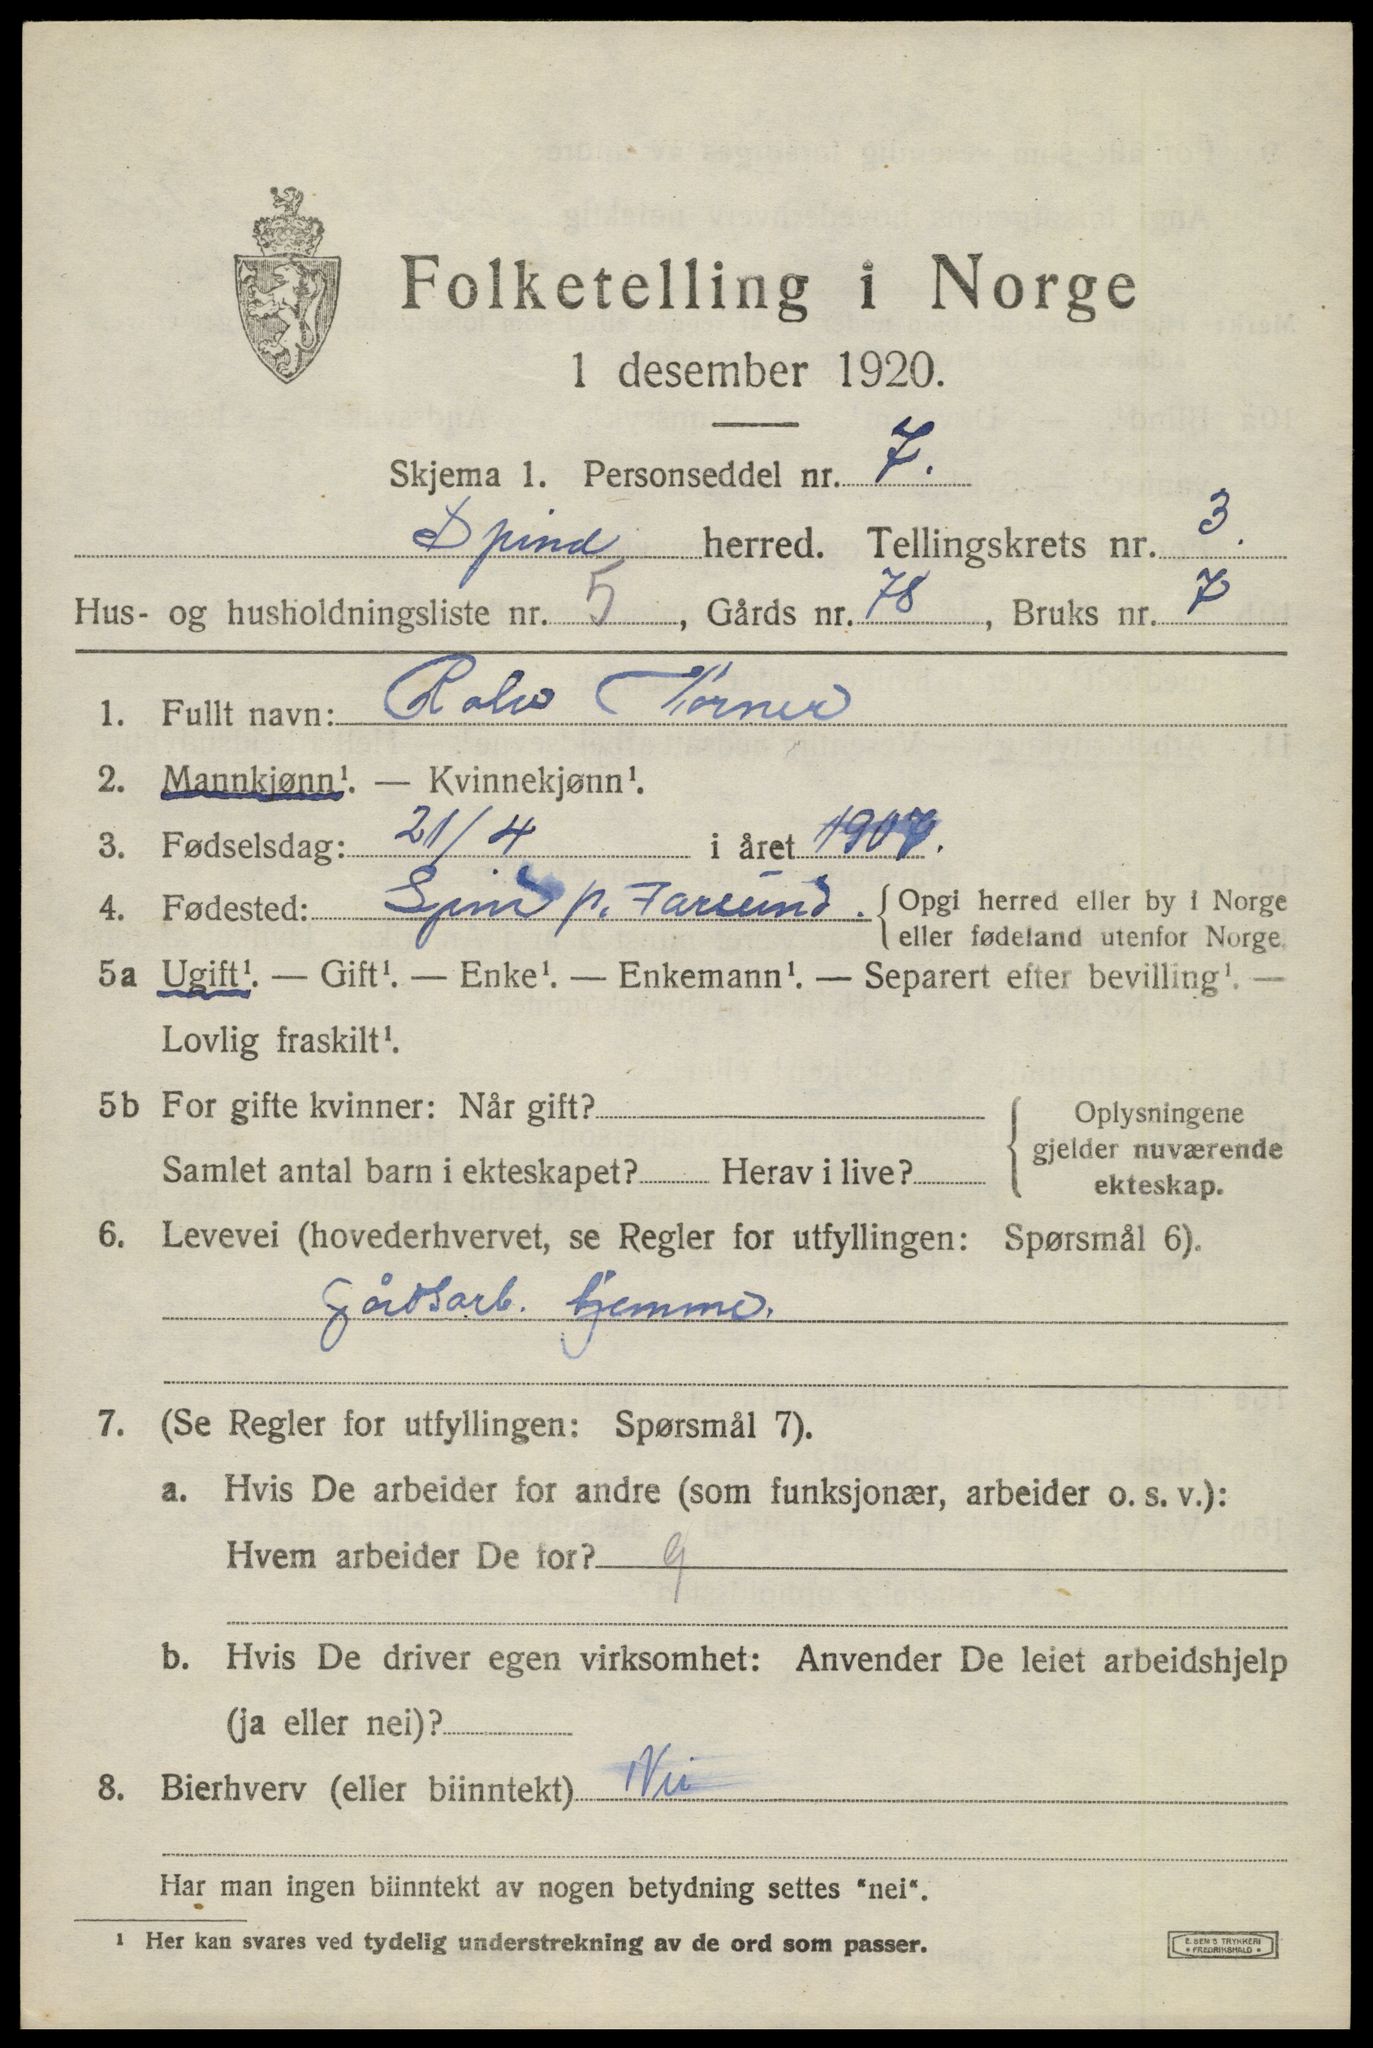 Folketelling i Norge
1 desember 1920.
Skjema 1. Personseddel nr. 7.
Spind herred. Tellingskrets nr. 3.
Hus- og husholdningsliste nr. 5, Gårds nr. 78, Bruks nr. 7
1. Fullt navn:
2. Mannkjønn¹. — Kvinnekjønn¹.
3. Fødselsdag: 21/4 i året 1907.
4. Fødested: Spind p. Farsund. Opgi herred eller by i Norge
eller fødeland utenfor Norge.
5a Ugift¹. — Gift¹. — Enke¹. — Enkemann¹. — Separert efter bevilling¹. —
Lovlig fraskilt¹.
5b For gifte kvinner: Når gift?
Samlet antal barn i ekteskapet? Herav i live?
Oplysningene
gjelder nuværende
ekteskap.
6. Levevei (hovederhvervet, se Regler for utfyllingen: Spørsmål 6).
Gårdsarb. hjemme.
7. (Se Regler for utfyllingen: Spørsmål 7).
a. Hvis De arbeider for andre (som funksjonær, arbeider o. s. v.):
Hvem arbeider De for? g
b. Hvis De driver egen virksomhet: Anvender De leiet arbeidshjelp
(ja eller nei)?
8. Bierhverv (eller biinntekt) Nei
Har man ingen biinntekt av nogen betydning settes "nei“.
¹ Her kan svares ved tydelig understrekning av de ord som passer.
E. SEM'S TRYKKERI
• FREDRIKSHALD •